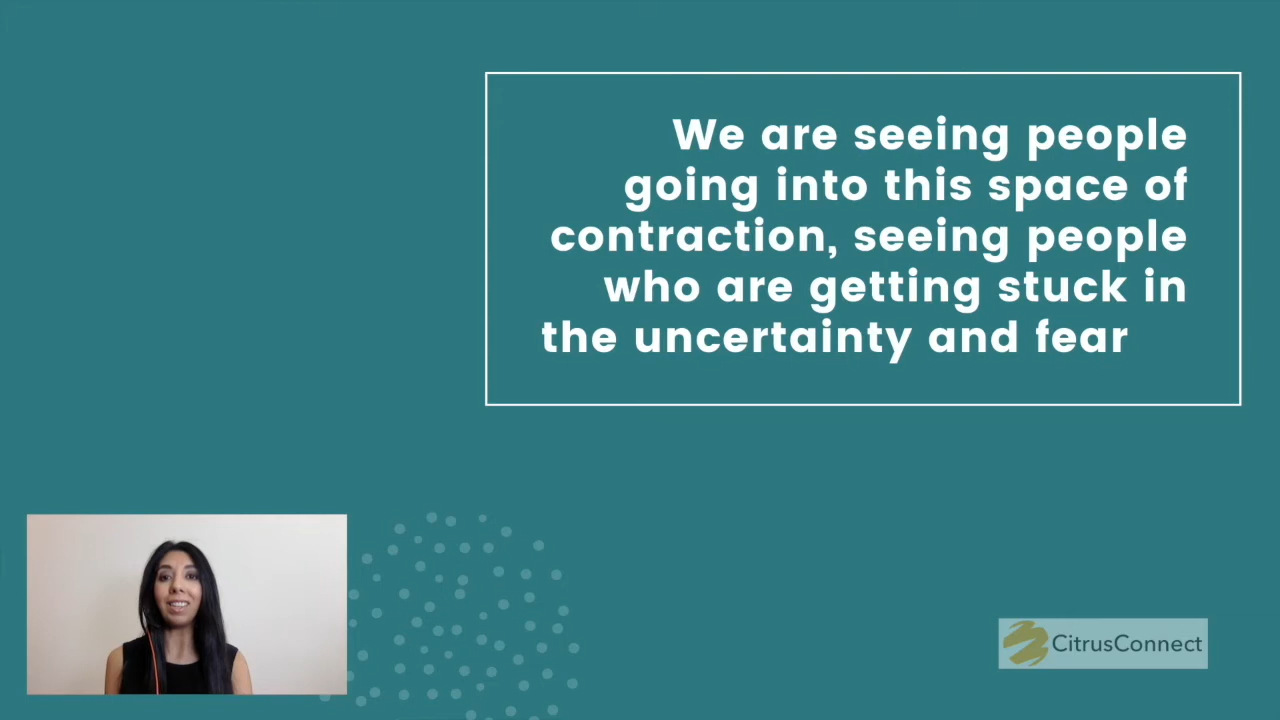 We are seeing people
going into this space of
contraction, seeing people
who are getting stuck in
the uncertainty and fear
CitrusConnect